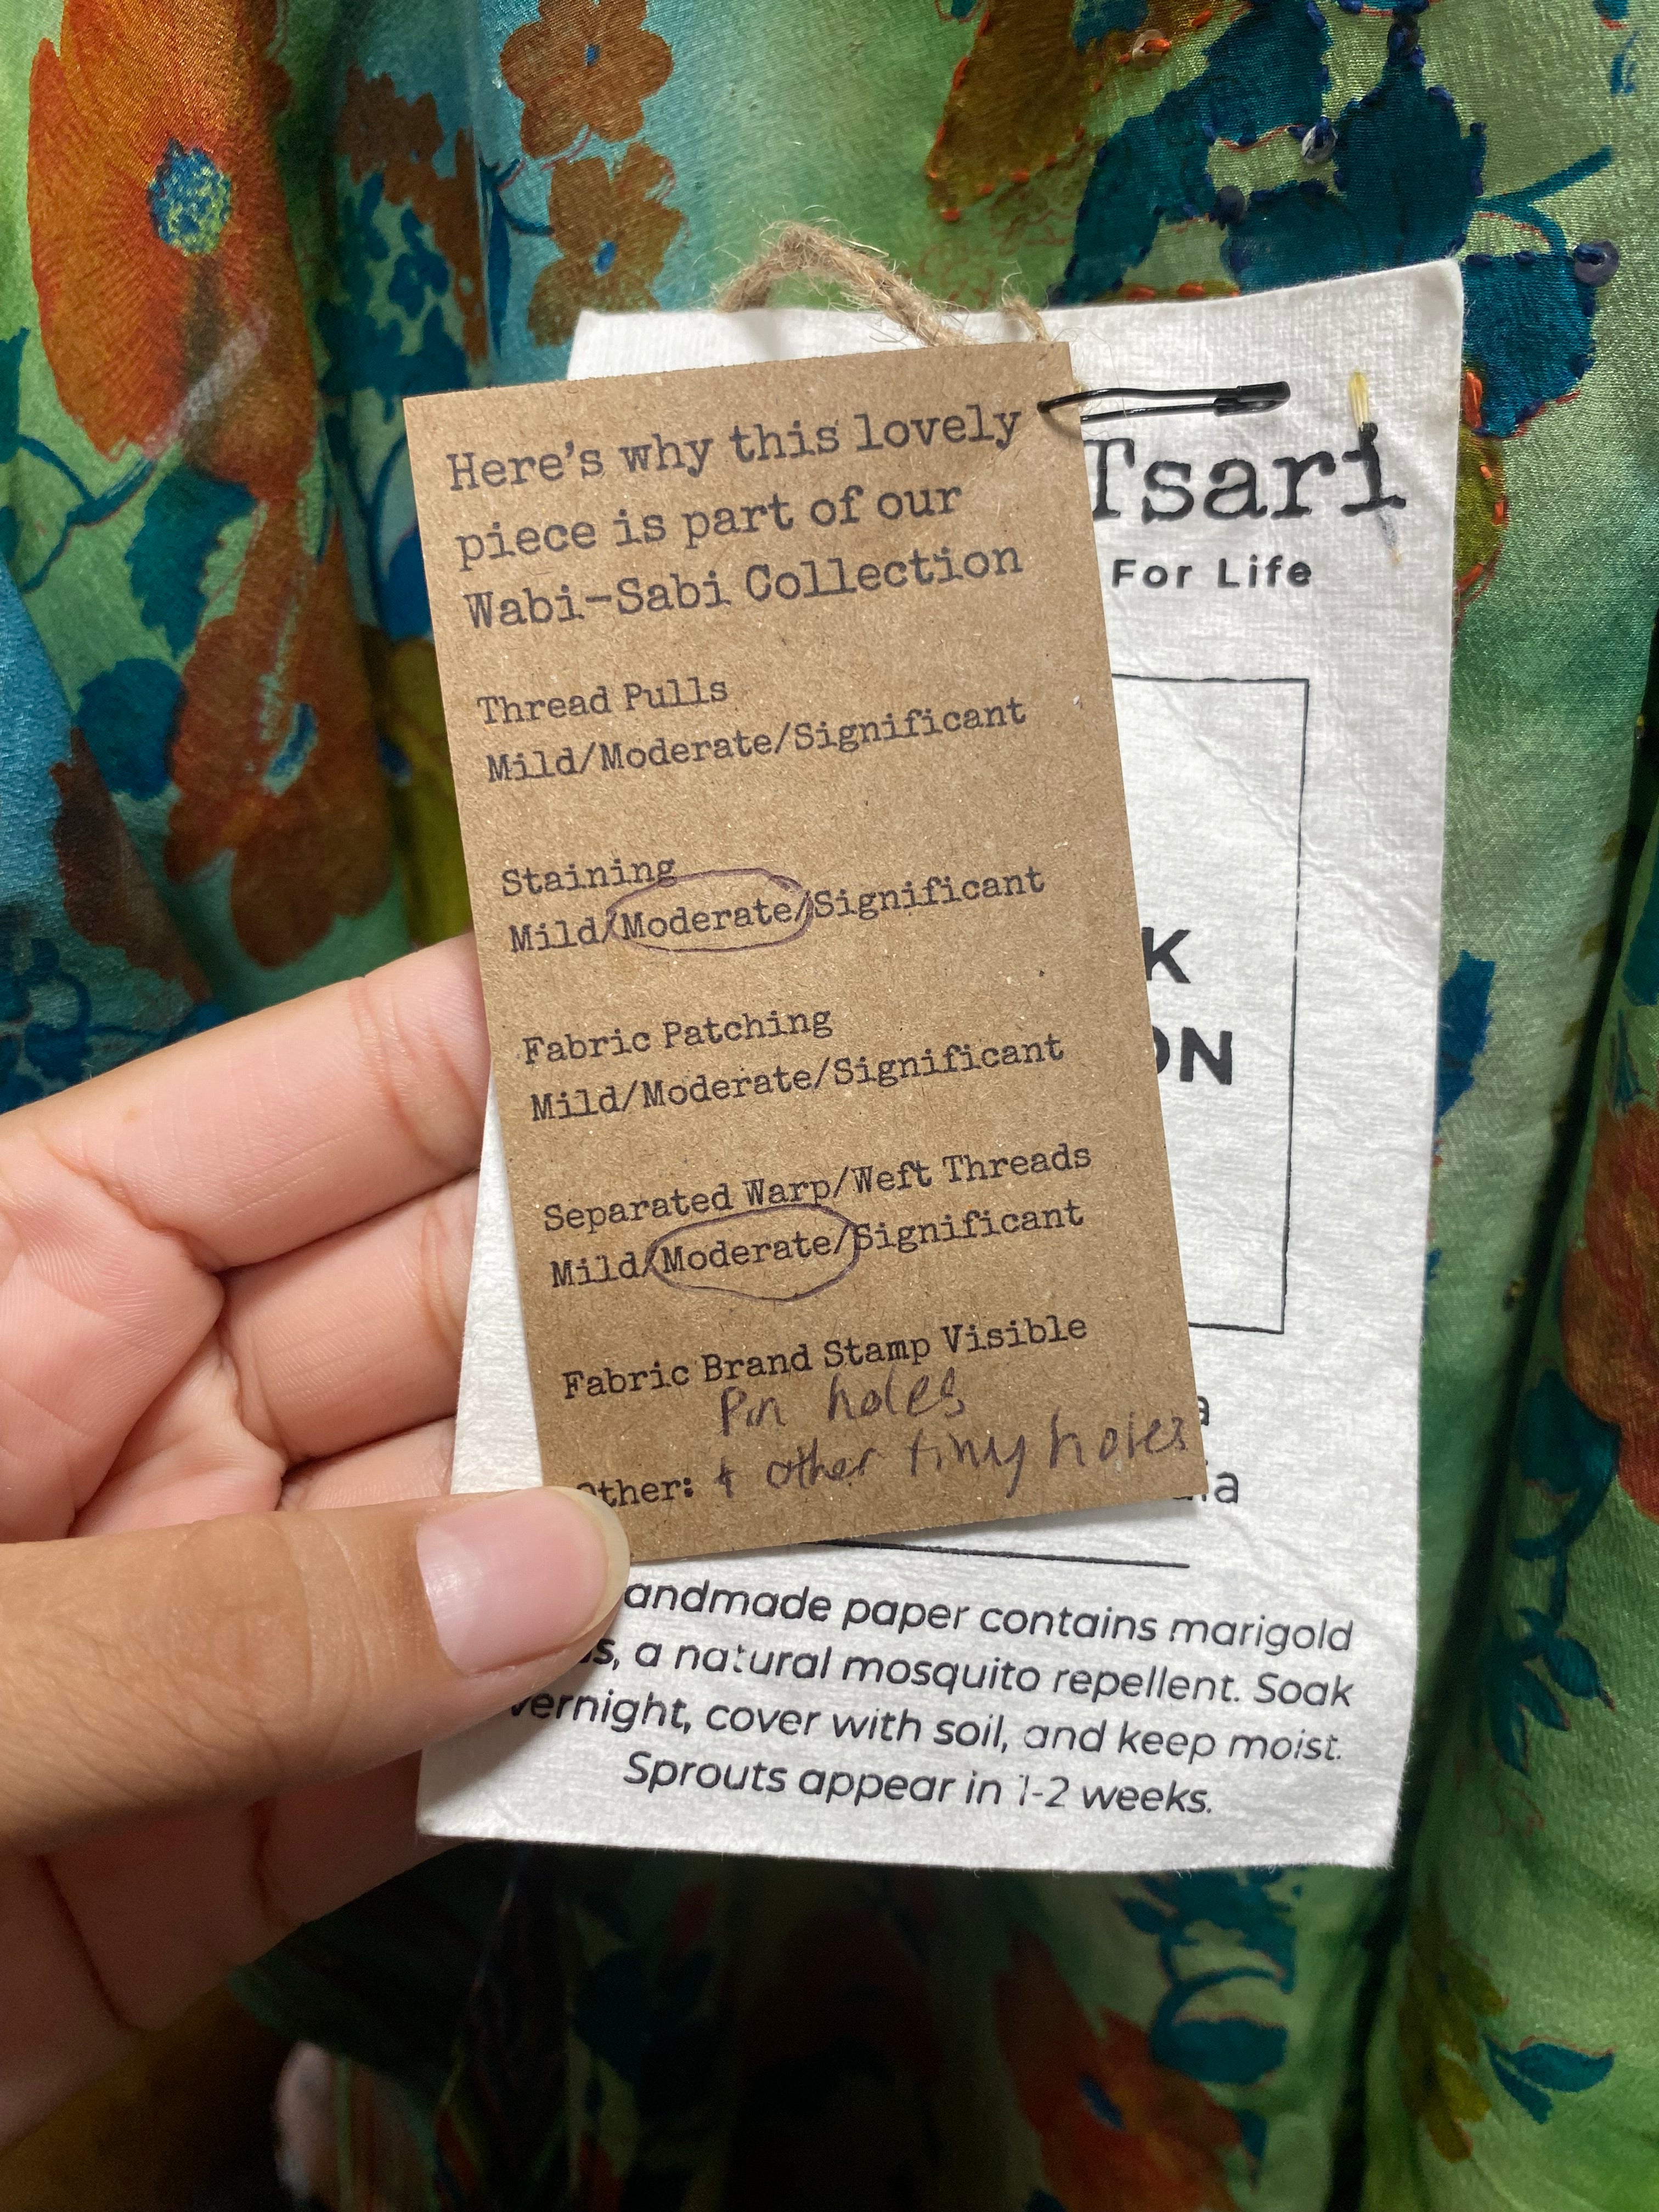 Here's why this lovely
piece is part of our
Wabi-Sabi Collection
Thread Pulls
Mild/Moderate/Significant
Staining
Mild/Moderate/Significant
Fabric Patching
Mild/Moderate/Significant
Separated Warp/Weft Threads
Mild/Moderate/Significant
Fabric Brand Stamp Visible
Pin holes
Other: + other tiny holes
Tsari
For Life
K
ON
a
ia
andmade paper contains marigold
s, a natural mosquito repellent. Soak
vernight, cover with soil, and keep moist.
Sprouts appear in 1-2 weeks.